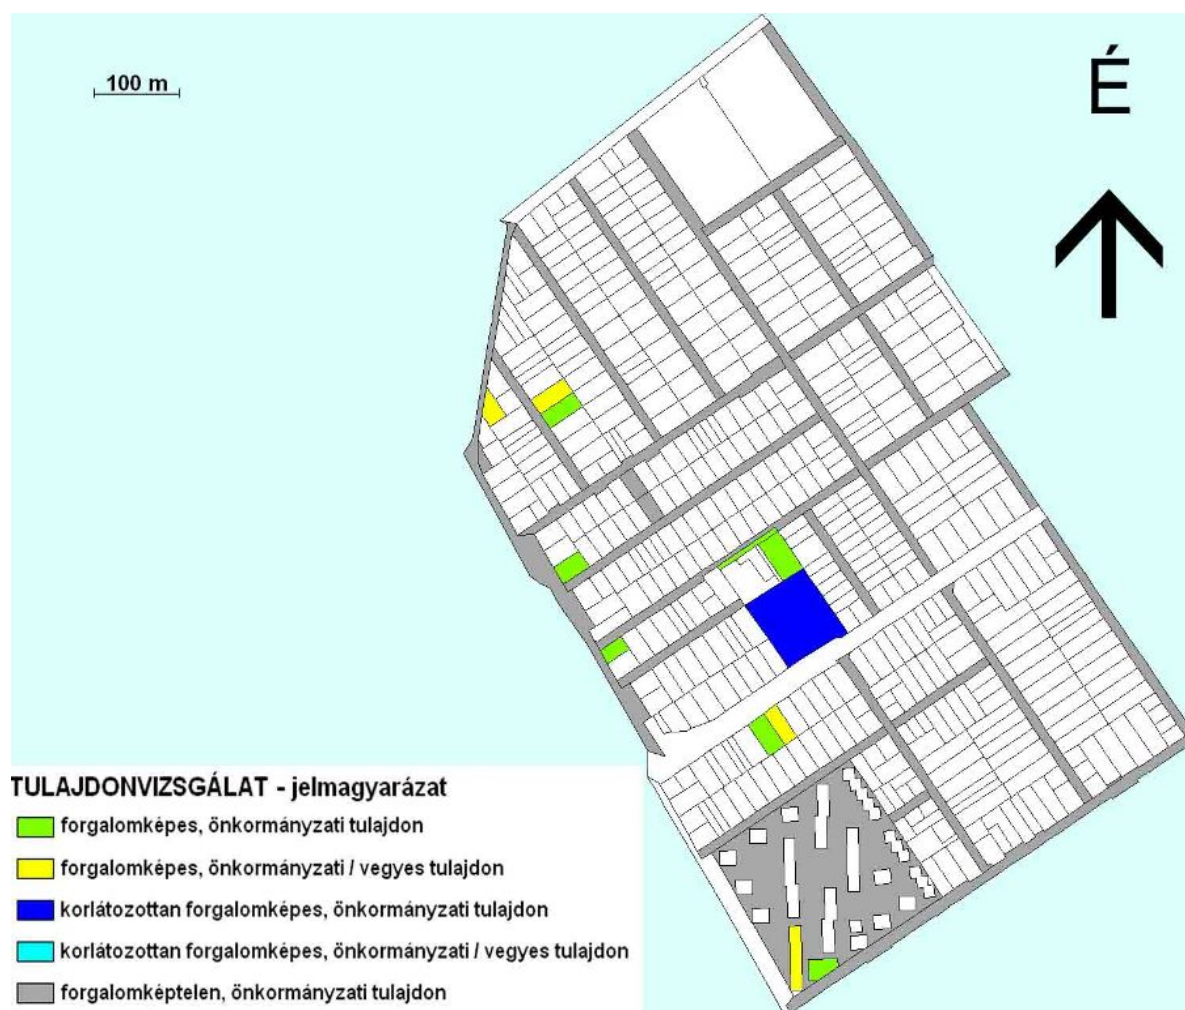 100 m
É
TULAJDONVIZSGÁLAT - jelmagyarázat
forgalomképes, önkormányzati tulajdon
forgalomképes, önkormányzati / vegyes tulajdon
korlátozottan forgalomképes, önkormányzati tulajdon
korlátozottan forgalomképes, önkormányzati / vegyes tulajdon
forgalomképtelen, önkormányzati tulajdon